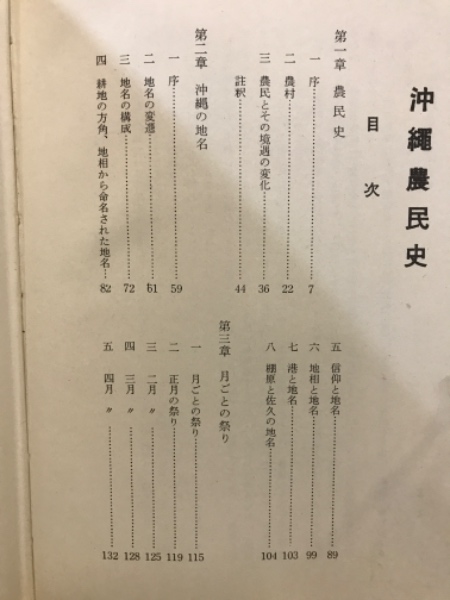 沖繩農民史
目次
第一章 農民史
一 序 7
二 農村 22
三 農民とその境遇の変化 36
註釈 44
第二章 沖繩の地名
一 序 59
二 地名の変遷 61
三 地名の構成 72
四 耕地の方角、地相から命名された地名 82
五 信仰と地名 89
六 地相と地名 99
七 港と地名 103
八 棚原と佐久の地名 104
第三章 月ごとの祭り
一 月ごとの祭り 115
二 正月の祭り 119
三 二月 〃 125
四 三月 〃 128
五 四月 〃 132